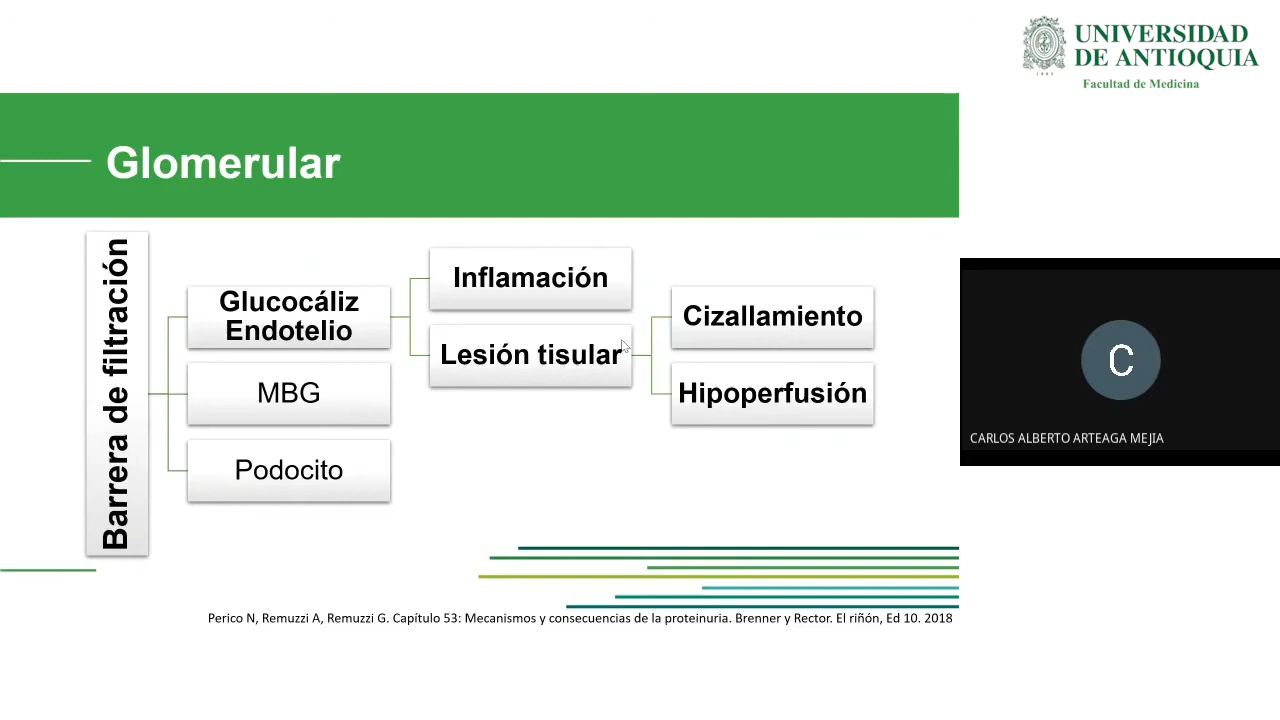 UNIVERSIDAD
DE ANTIOQUIA
1803
Facultad de Medicina
Glomerular
Barrera de filtración
Glucocáliz
Endotelio
MBG
Podocito
Inflamación
Lesión tisular
Cizallamiento
Hipoperfusión
C
CARLOS ALBERTO ARTEAGA MEJIA
Perico N, Remuzzi A, Remuzzi G. Capítulo 53: Mecanismos y consecuencias de la proteinuria. Brenner y Rector. El riñón, Ed 10. 2018